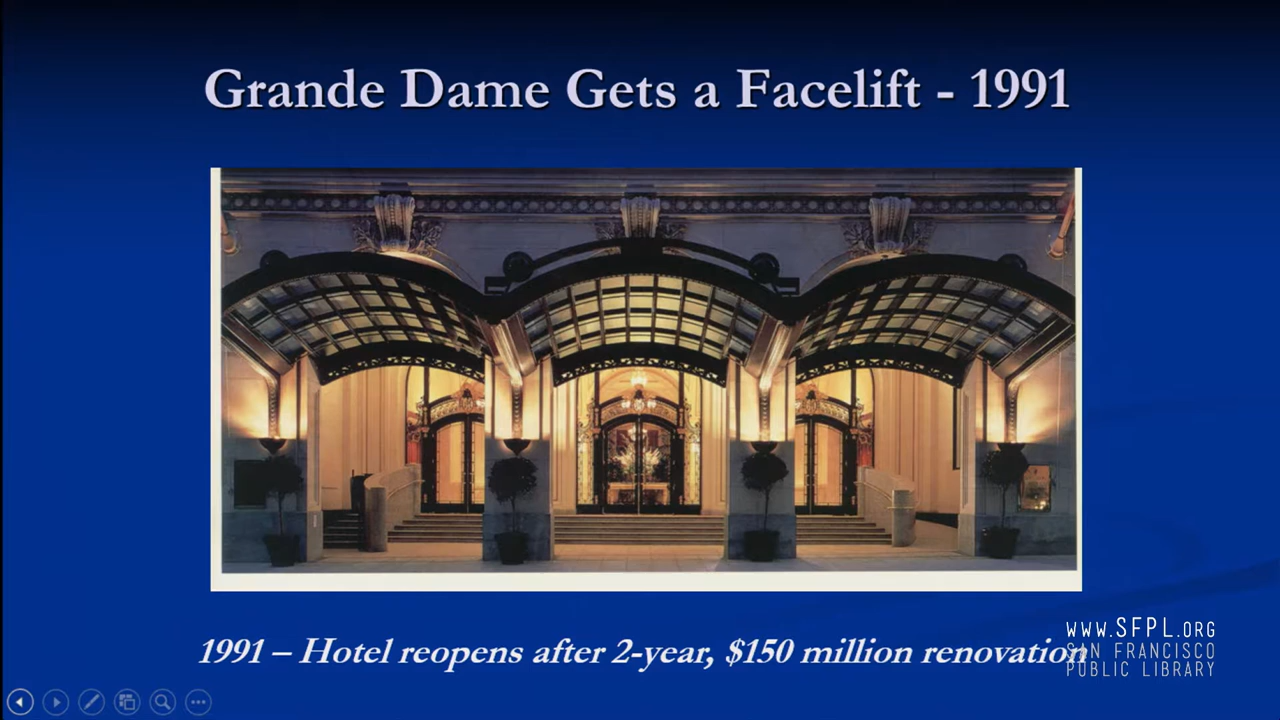 Grande Dame Gets a Facelift - 1991
1991 – Hotel reopens after 2-year, $150 million renovation
WWW.SFPL.ORG
SAN FRANCISCO
PUBLIC LIBRARY